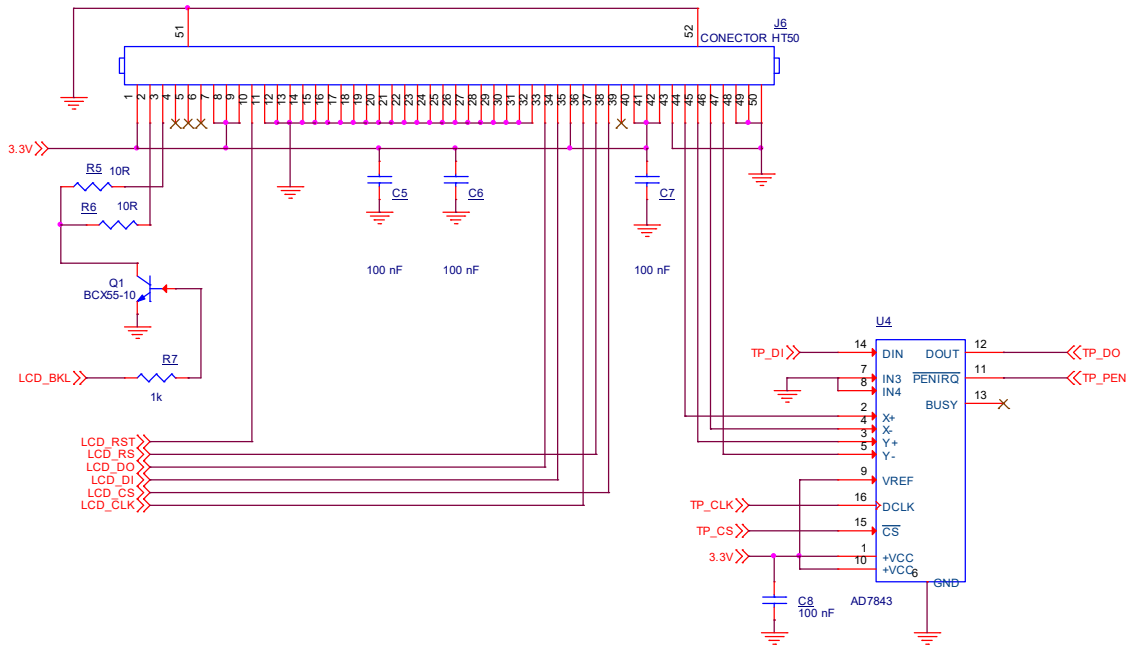 J6
CONECTOR HT50
51
52
1 2 3 4 5 6 7 8 9 10 11 12 13 14 15 16 17 18 19 20 21 22 23 24 25 26 27 28 29 30 31 32 33 34 35 36 37 38 39 40 41 42 43 44 45 46 47 48 49 50
3.3V
R5 10R
R6 10R
C5
C6
C7
100 nF
100 nF
100 nF
Q1
BCX55-10
R7
LCD_BKL
1k
LCD_RST
LCD_RS
LCD_DO
LCD_DI
LCD_CS
LCD_CLK
U4
TP_DI
14 DIN
DOUT 12
TP_DO
7 IN3
8 IN4
PENIRQ 11
TP_PEN
BUSY 13
2 X+
4 X-
3 Y+
5 Y-
9 VREF
TP_CLK
16 DCLK
TP_CS
15 CS
3.3V
1 +VCC
10 +VCC
6 GND
C8
100 nF
AD7843